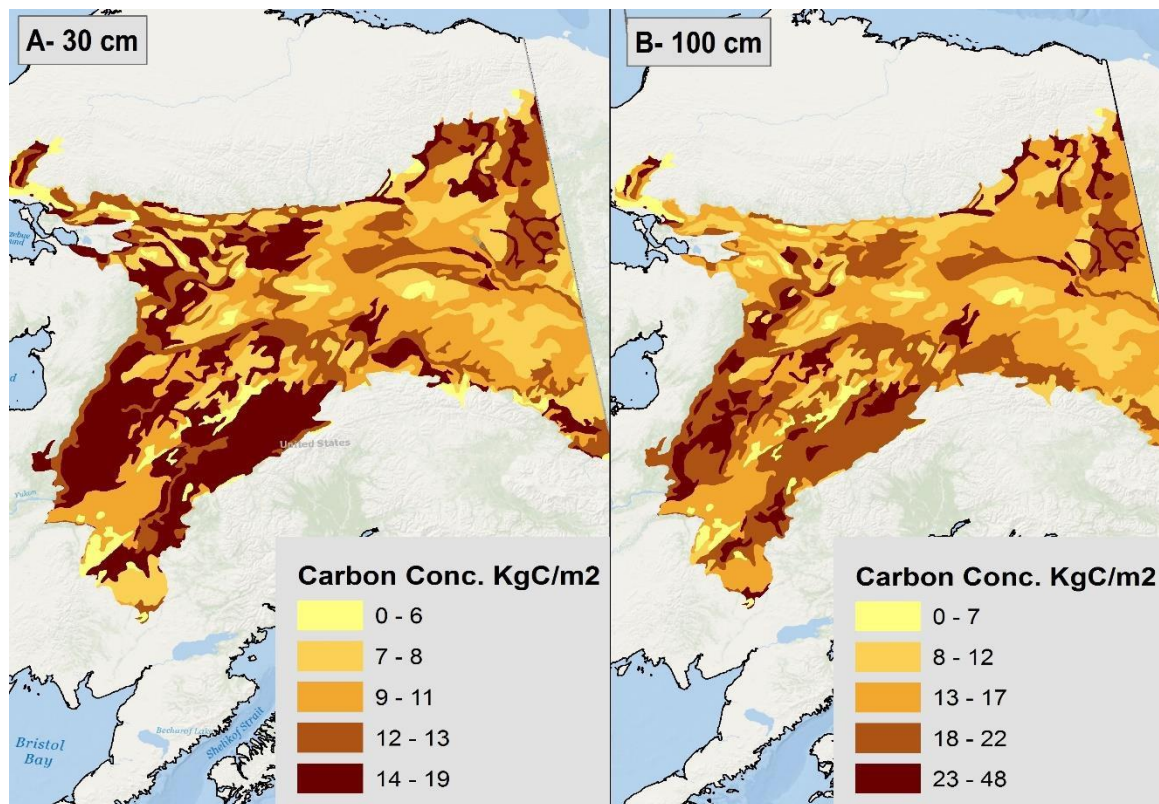 A- 30 cm
United States
Yukon
Bristol
Bay
Shelikof Strait
Carbon Conc. KgC/m2
0 - 6
7 - 8
9 - 11
12 - 13
14 - 19
B- 100 cm
Carbon Conc. KgC/m2
0 - 7
8 - 12
13 - 17
18 - 22
23 - 48